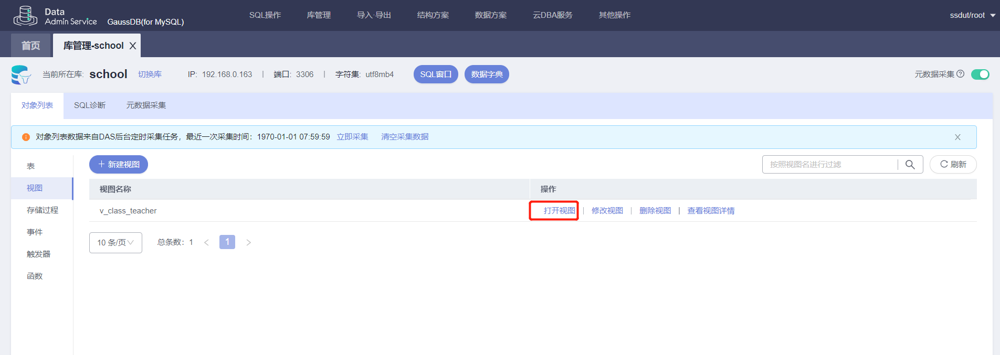 Data
Admin Service GaussDB(for MySQL) SQL操作 库管理 导入·导出 结构方案 数据方案 云DBA服务 其他操作 ssdut/root
首页 库管理-school X
当前所在库: school 切换库 IP: 192.168.0.163 | 端口: 3306 | 字符集: utf8mb4 SQL窗口 数据字典 元数据采集
对象列表 SQL诊断 元数据采集
对象列表数据来自DAS后台定时采集任务，最近一次采集时间：1970-01-01 07:59:59 立即采集 清空采集数据
表 + 新建视图 按照视图名进行过滤 刷新
视图 视图名称 操作
存储过程 v_class_teacher 打开视图 | 修改视图 | 删除视图 | 查看视图详情
事件 10 条/页 总条数：1 < 1 >
触发器
函数